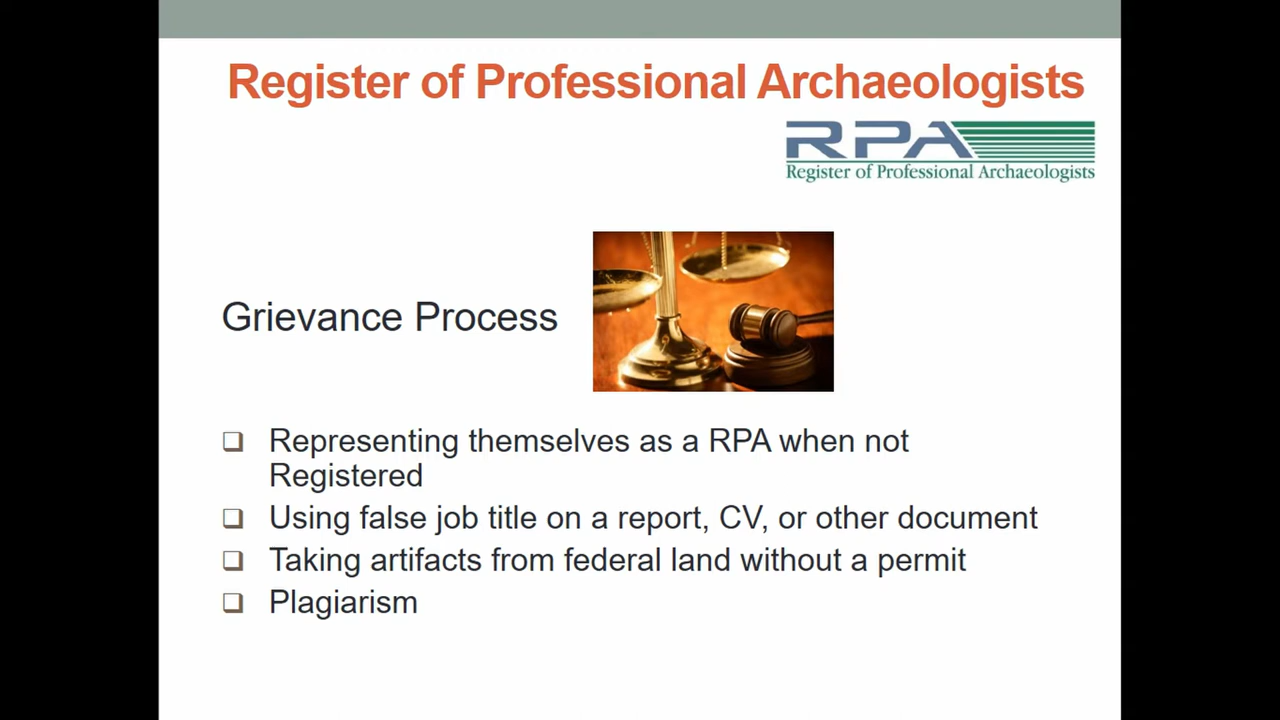 Register of Professional Archaeologists
RPA
Register of Professional Archaeologists
Grievance Process
Representing themselves as a RPA when not
Registered
Using false job title on a report, CV, or other document
Taking artifacts from federal land without a permit
Plagiarism